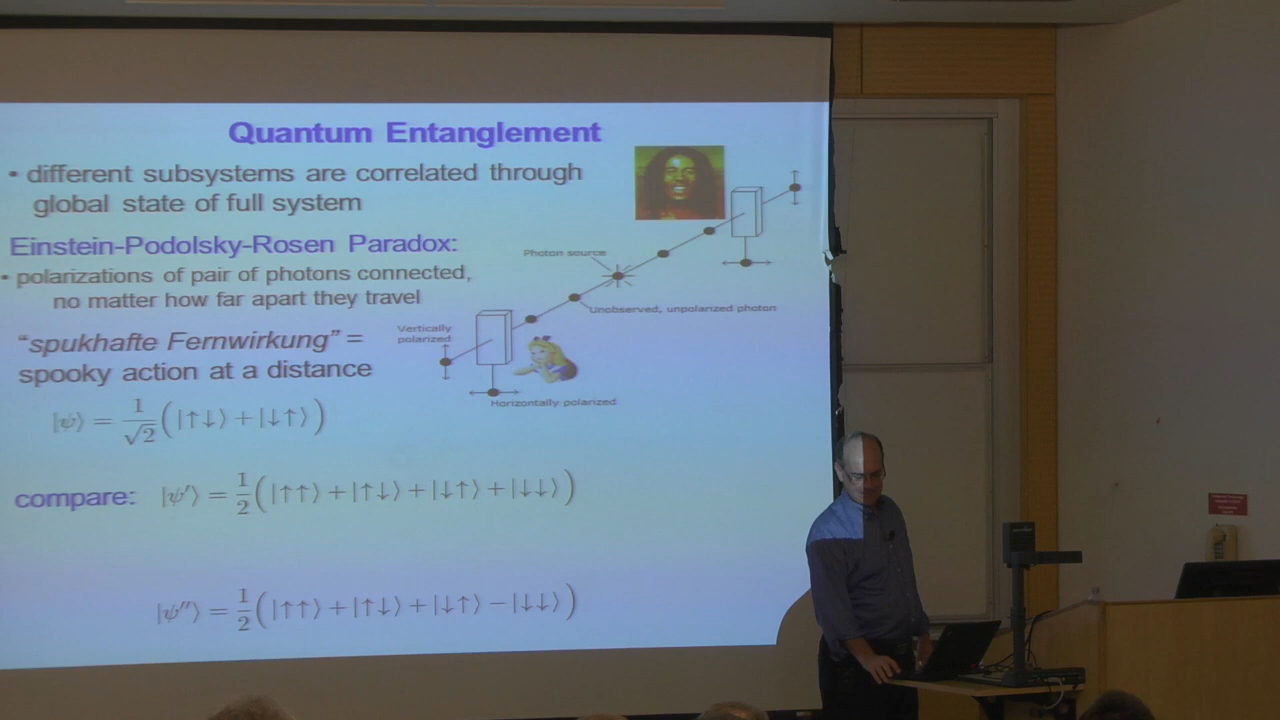 Quantum Entanglement
• different subsystems are correlated through
global state of full system
Einstein-Podolsky-Rosen Paradox:
• polarizations of pair of photons connected,
no matter how far apart they travel
"spukhafte Fernwirkung" =
spooky action at a distance
Photon source
Unobserved, unpolarized photon
Vertically
polarized
Horizontally polarized
|ψ⟩ = 1/√2 (|↑↓⟩ + |↓↑⟩)
compare: |ψ′⟩ = 1/2 (|↑↑⟩ + |↑↓⟩ + |↓↑⟩ + |↓↓⟩)
|ψ″⟩ = 1/2 (|↑↑⟩ + |↑↓⟩ + |↓↑⟩ − |↓↓⟩)